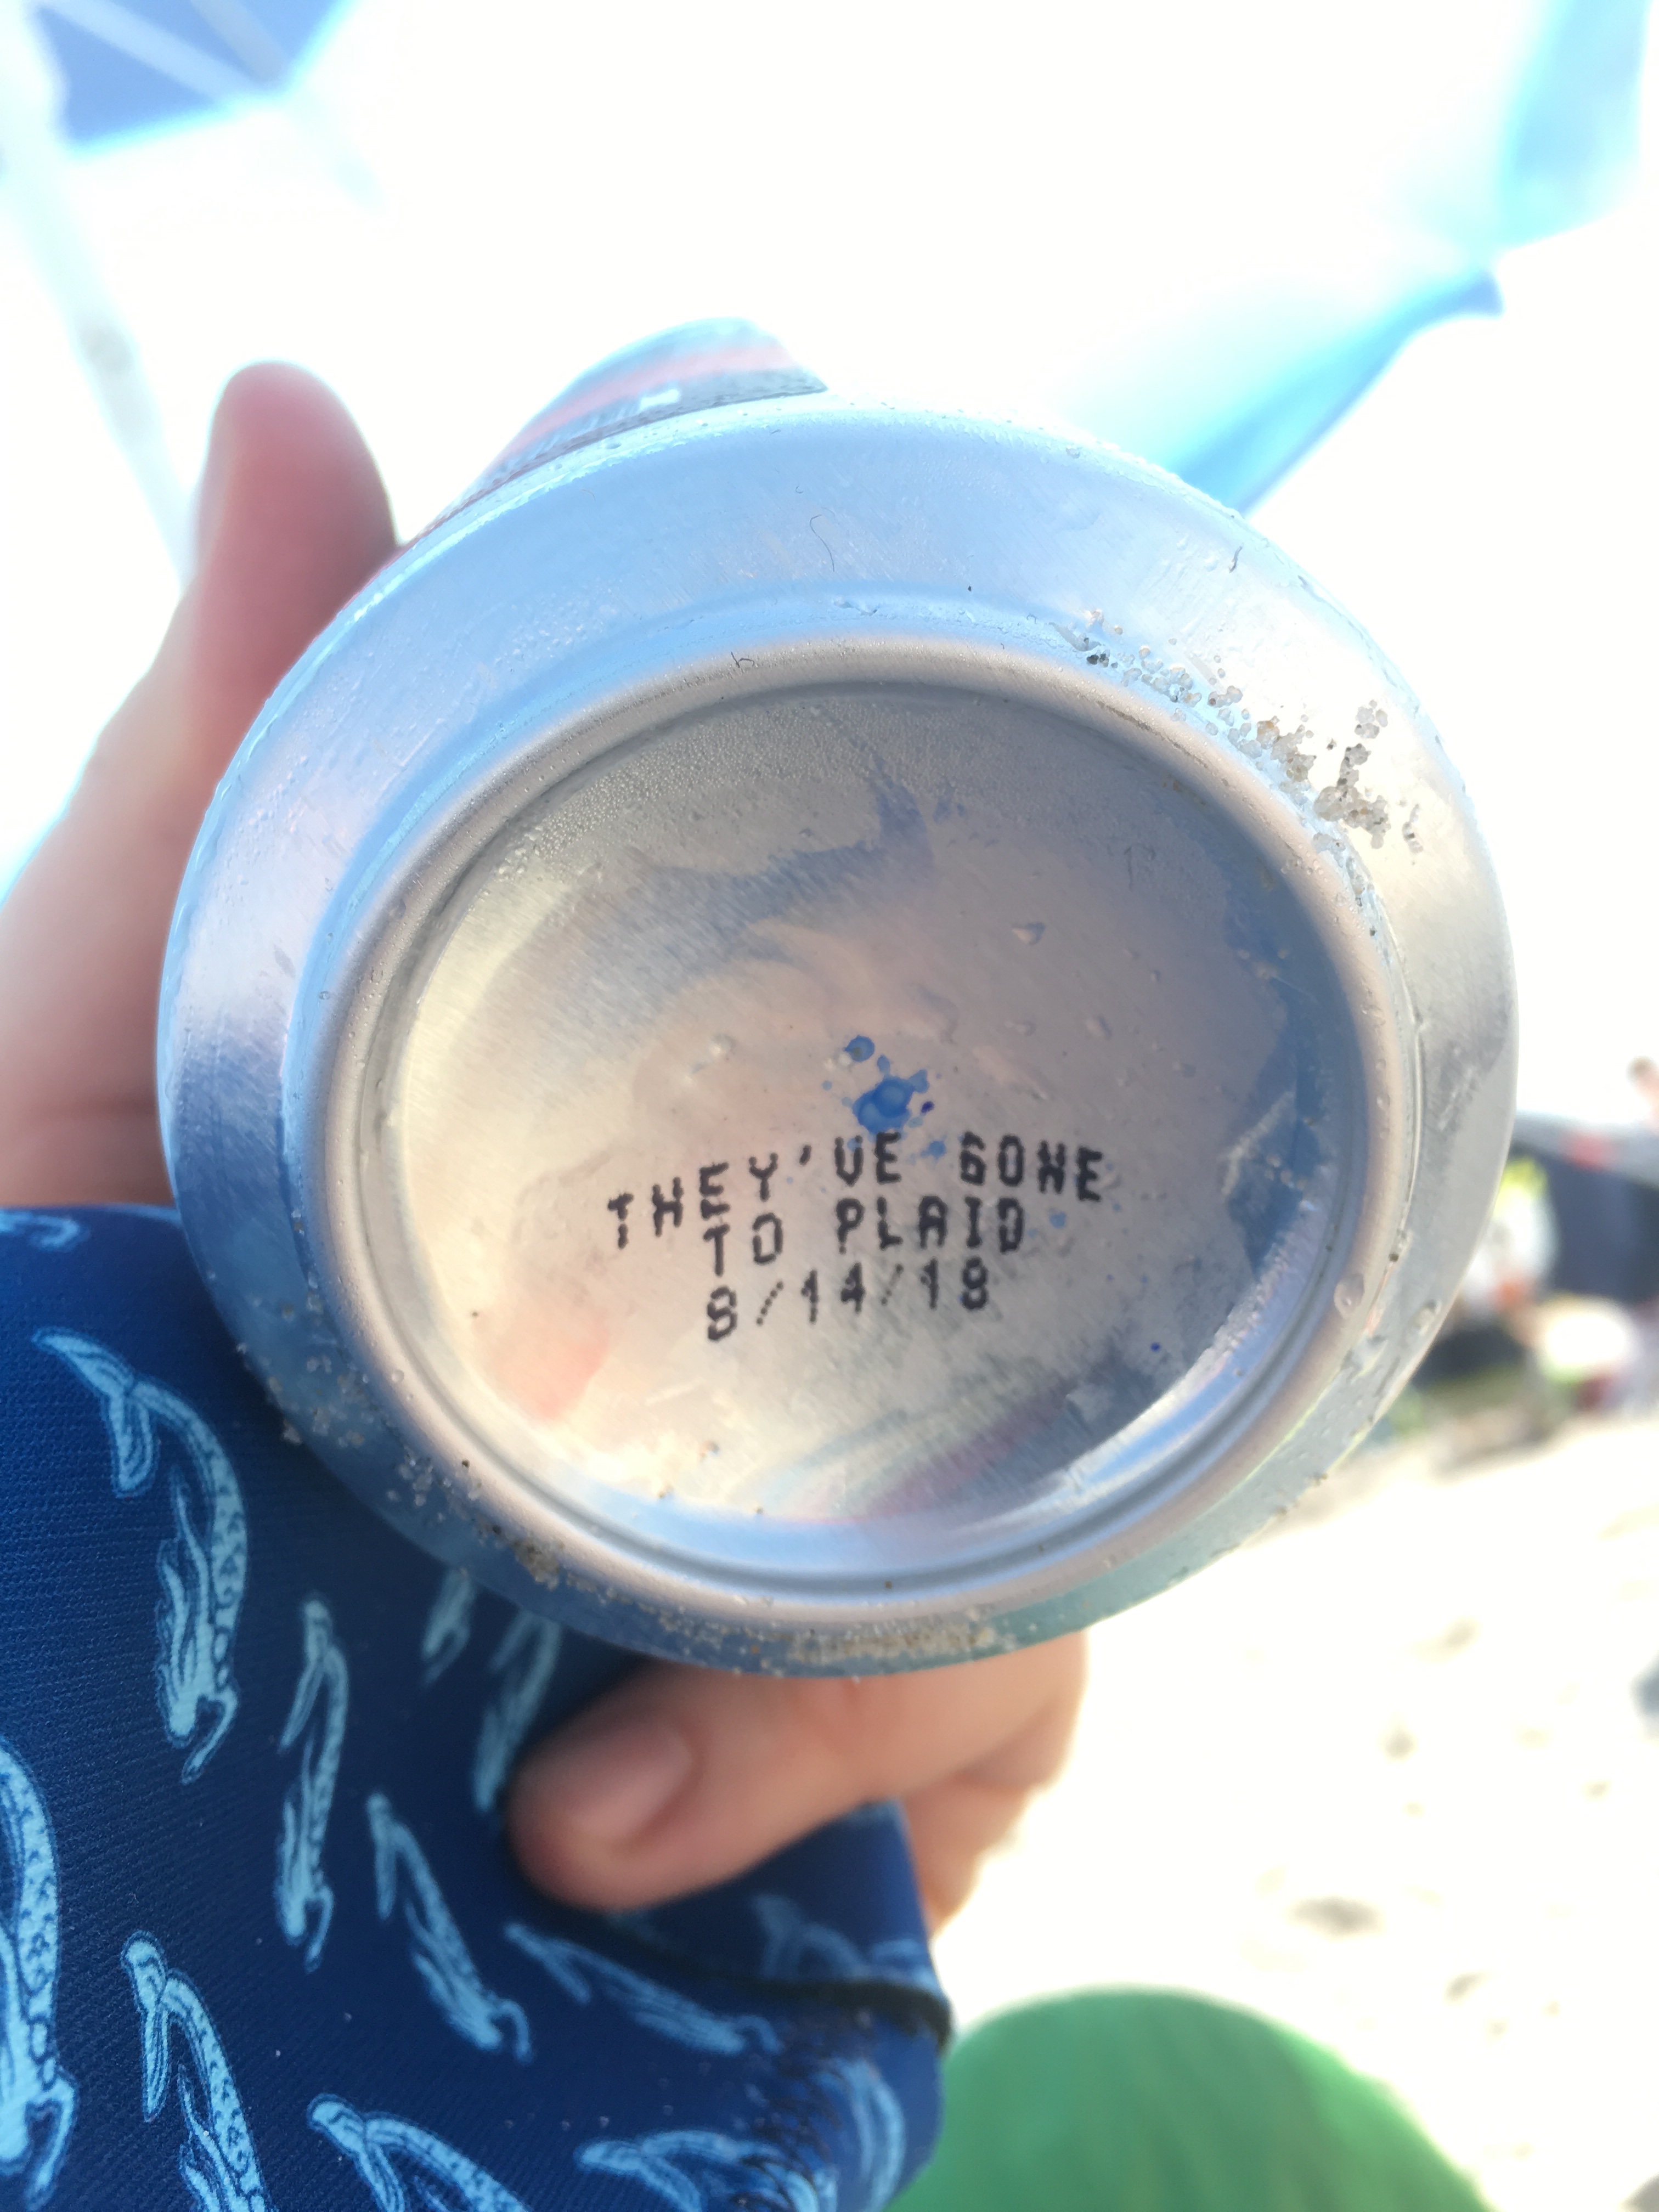 THEY'VE GONE
TO PLAID
8/14/18